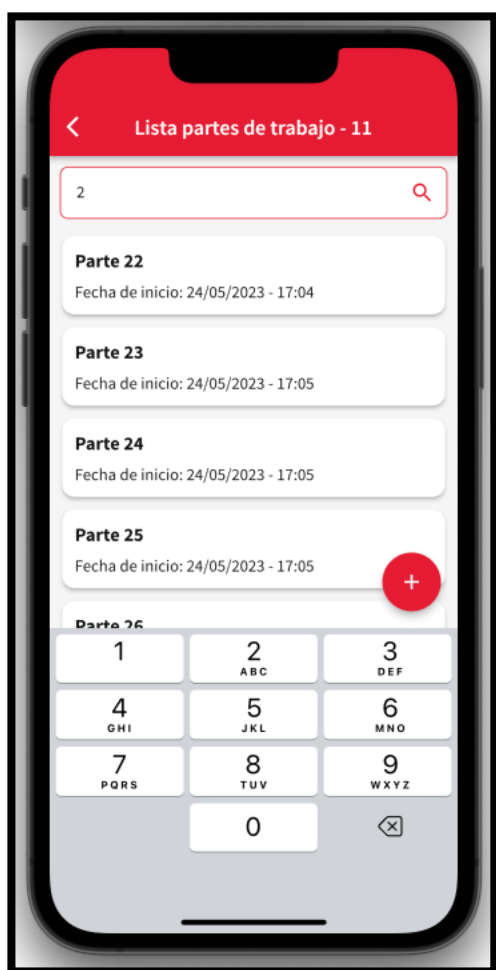 Lista partes de trabajo - 11
2
Parte 22
Fecha de inicio: 24/05/2023 - 17:04
Parte 23
Fecha de inicio: 24/05/2023 - 17:05
Parte 24
Fecha de inicio: 24/05/2023 - 17:05
Parte 25
Fecha de inicio: 24/05/2023 - 17:05
+
Parte 26
1 2 3
ABC DEF
4 5 6
GHI JKL MNO
7 8 9
PQRS TUV WXYZ
0